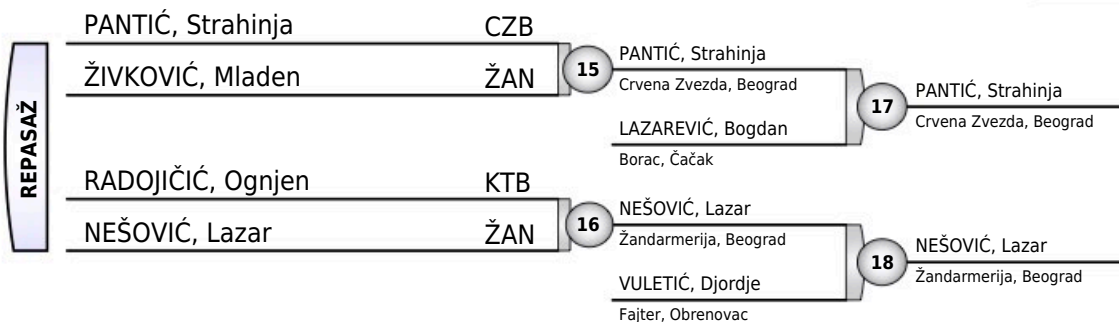 REPASAŽ
PANTIĆ, Strahinja CZB
ŽIVKOVIĆ, Mladen ŽAN
15
PANTIĆ, Strahinja
Crvena Zvezda, Beograd
LAZAREVIĆ, Bogdan
Borac, Čačak
17
PANTIĆ, Strahinja
Crvena Zvezda, Beograd
RADOJIČIĆ, Ognjen KTB
NEŠOVIĆ, Lazar ŽAN
16
NEŠOVIĆ, Lazar
Žandarmerija, Beograd
VULETIĆ, Djordje
Fajter, Obrenovac
18
NEŠOVIĆ, Lazar
Žandarmerija, Beograd